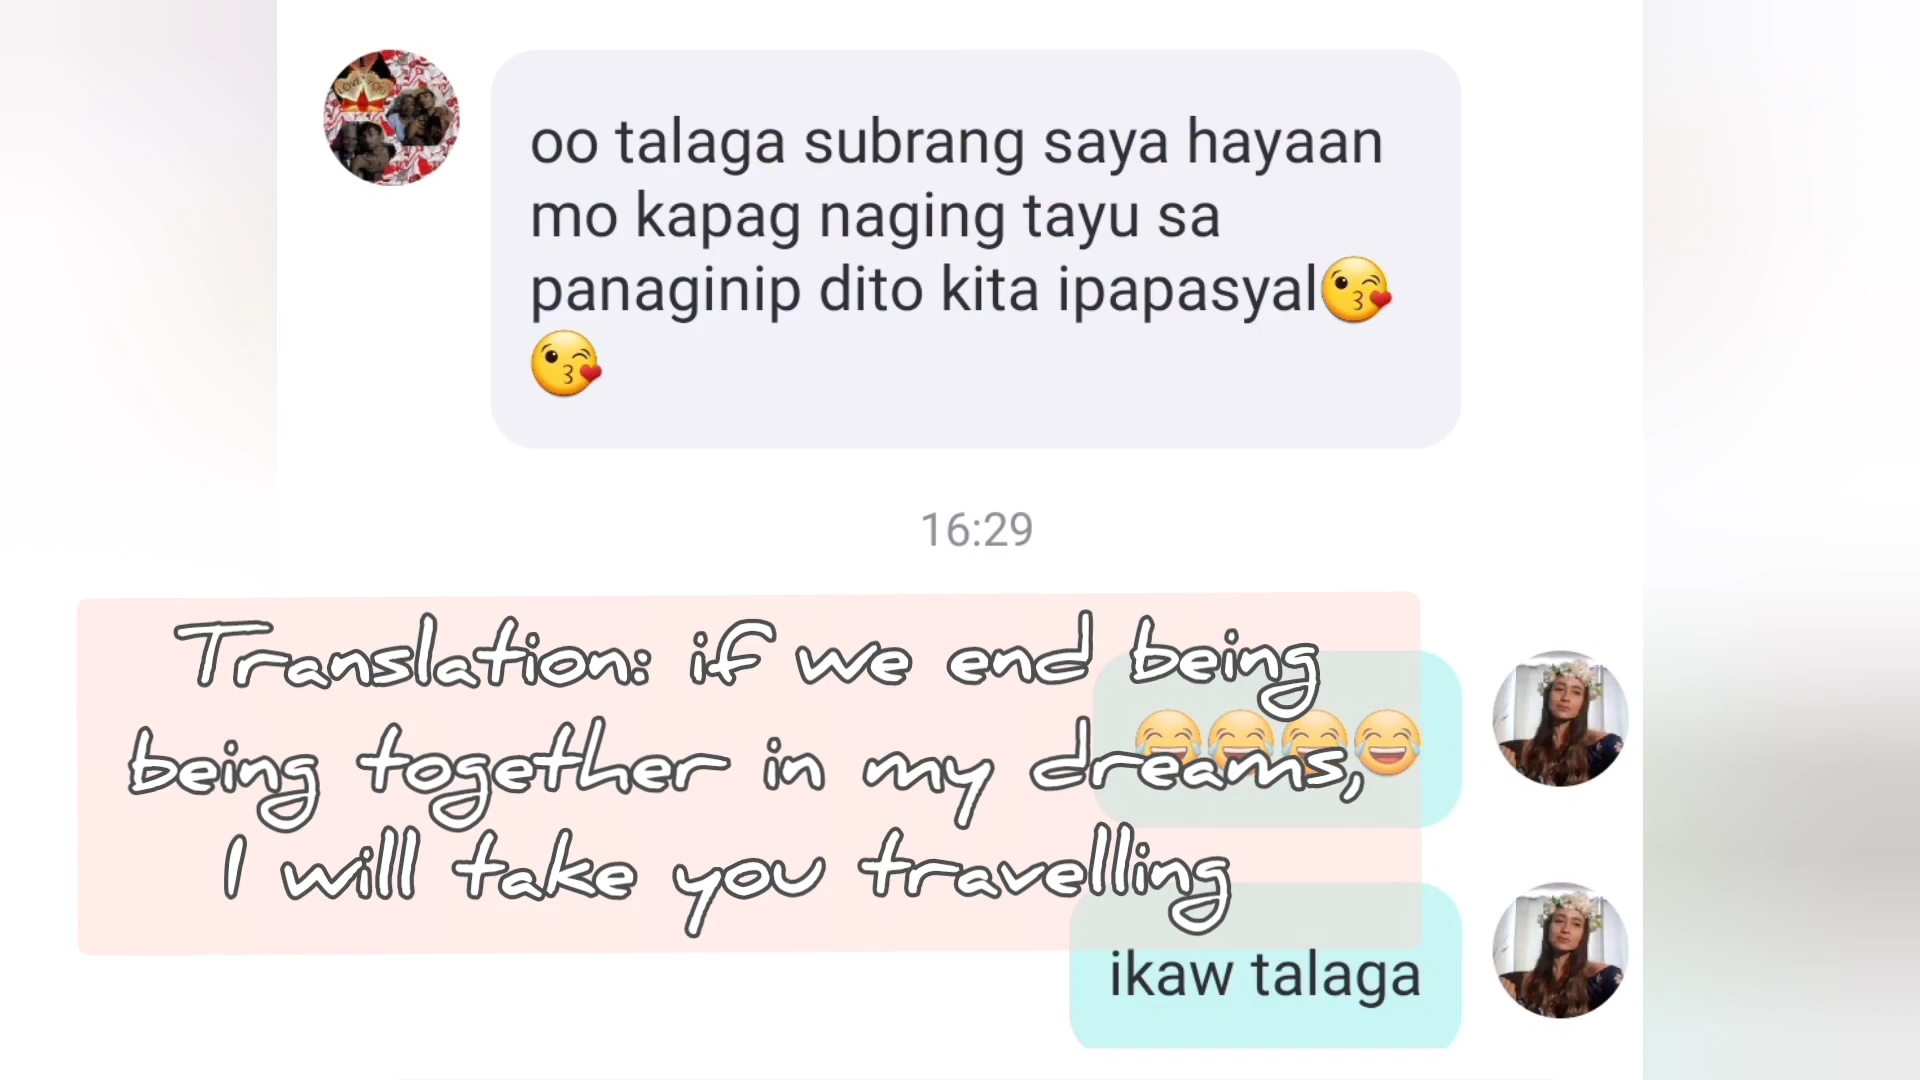 oo talaga subrang saya hayaan
mo kapag naging tayu sa
panaginip dito kita ipapasyal😘
😘
16:29
Translation: if we end being
being together in my dreams,
I will take you travelling
😂😂😂😂
ikaw talaga